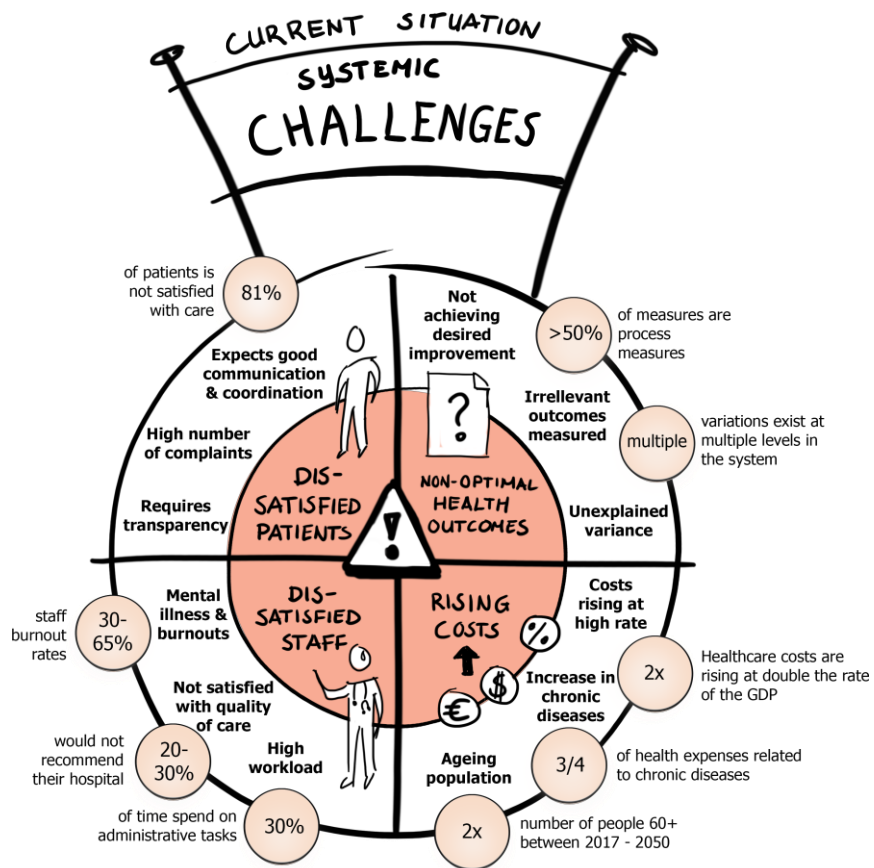 CURRENT SITUATION
SYSTEMIC
CHALLENGES
of patients is
not satisfied
with care
81%
Expects good
communication
& coordination
High number
of complaints
Requires
transparency
DIS-
SATISFIED
PATIENTS
Not
achieving
desired
improvement
>50%
of measures are
process
measures
?
Irrellevant
outcomes
measured
multiple
variations exist at
multiple levels in
the system
NON-OPTIMAL
HEALTH
OUTCOMES
Unexplained
variance
!
Mental
illness &
burnouts
staff
burnout
rates
30-
65%
DIS-
SATISFIED
STAFF
Not satisfied
with quality
of care
would not
recommend
their hospital
20-
30%
High
workload
of time spend on
administrative tasks
30%
RISING
COSTS
%
$
€
Costs
rising at
high rate
2x
Healthcare costs are
rising at double the rate
of the GDP
Increase in
chronic
diseases
3/4
of health expenses related
to chronic diseases
Ageing
population
2x
number of people 60+
between 2017 - 2050